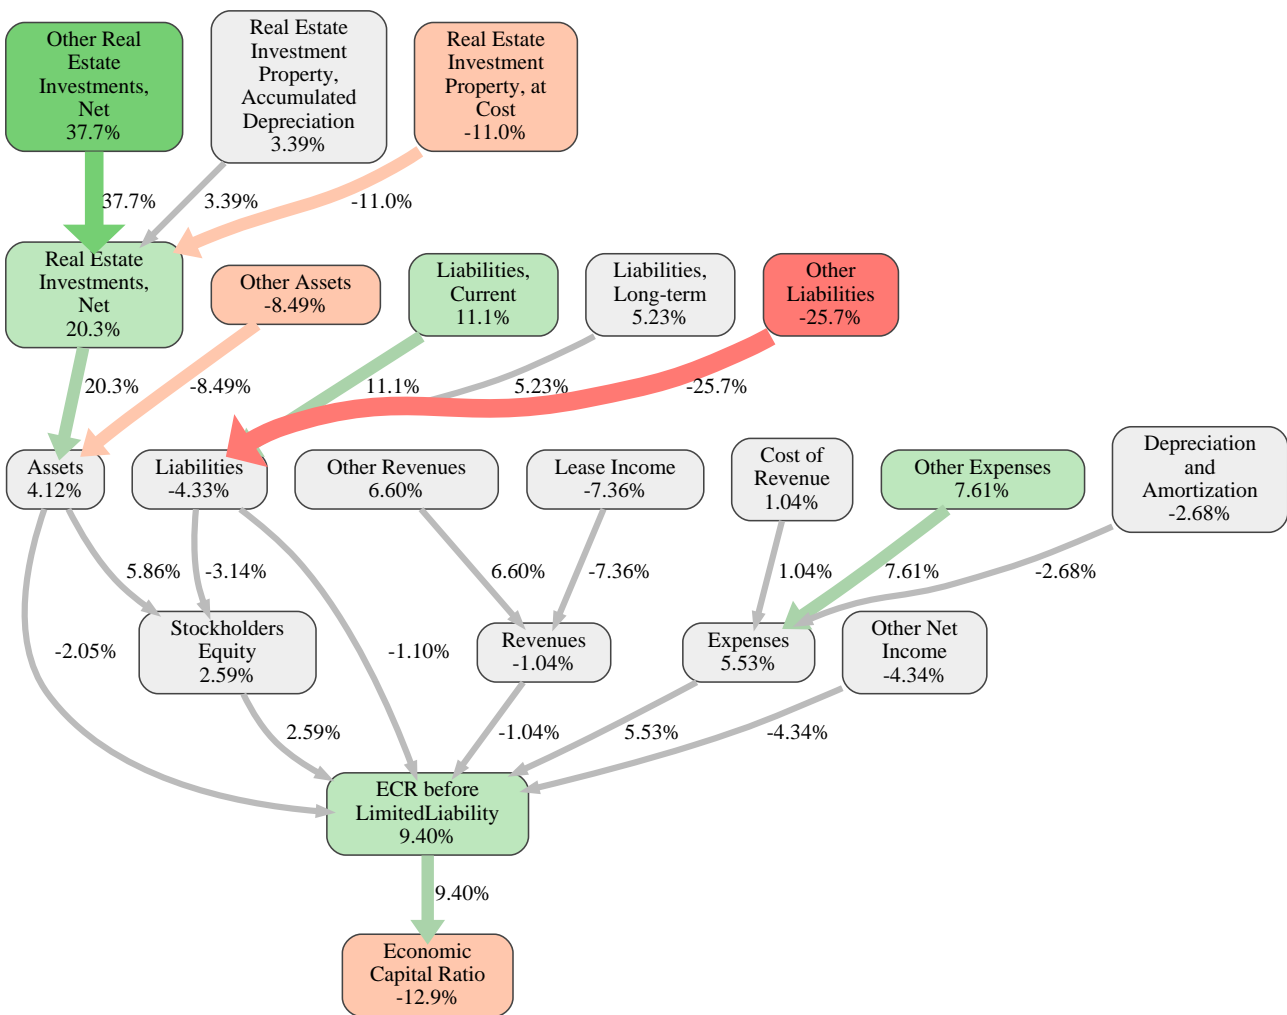 Other Real
Estate
Investments,
Net
37.7%
Real Estate
Investment
Property,
Accumulated
Depreciation
3.39%
Real Estate
Investment
Property, at
Cost
-11.0%
37.7%
3.39%
-11.0%
Real Estate
Investments,
Net
20.3%
Other Assets
-8.49%
Liabilities,
Current
11.1%
Liabilities,
Long-term
5.23%
Other
Liabilities
-25.7%
20.3%
-8.49%
11.1%
5.23%
-25.7%
Assets
4.12%
Liabilities
-4.33%
Other Revenues
6.60%
Lease Income
-7.36%
Cost of
Revenue
1.04%
Other Expenses
7.61%
Depreciation
and
Amortization
-2.68%
5.86%
-3.14%
6.60%
-7.36%
1.04%
7.61%
-2.68%
-2.05%
Stockholders
Equity
2.59%
-1.10%
Revenues
-1.04%
Expenses
5.53%
Other Net
Income
-4.34%
2.59%
-1.04%
5.53%
-4.34%
ECR before
LimitedLiability
9.40%
9.40%
Economic
Capital Ratio
-12.9%